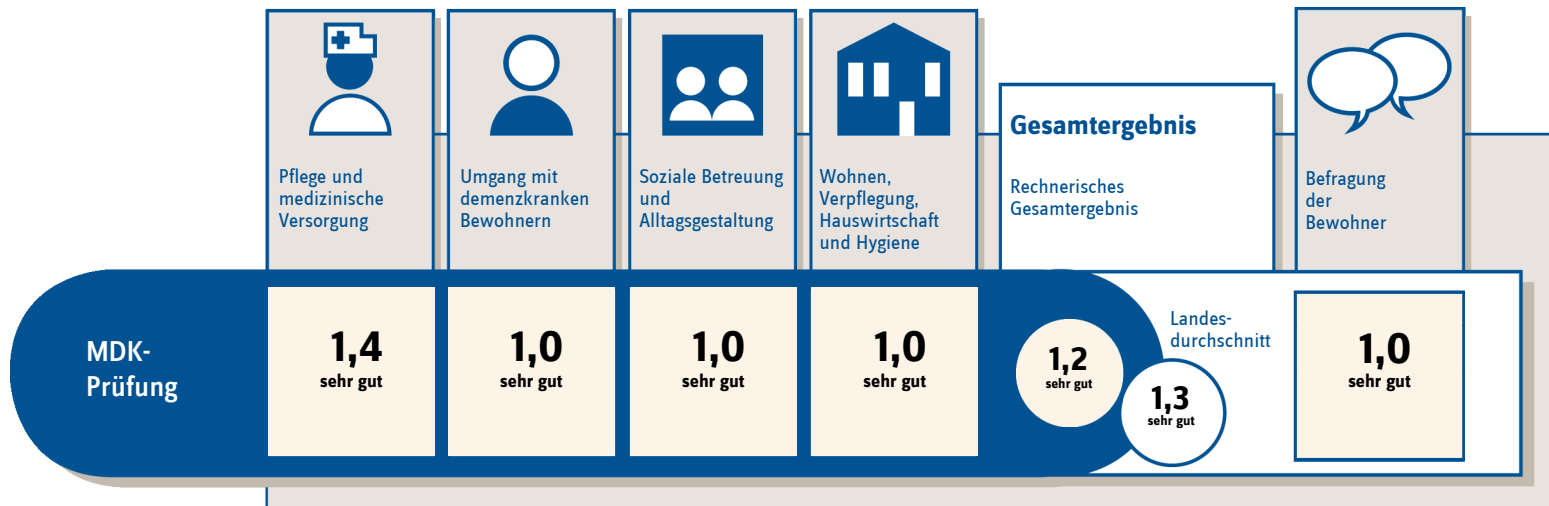 Pflege und
medizinische
Versorgung
Umgang mit
demenzkranken
Bewohnern
Soziale Betreuung
und
Alltagsgestaltung
Wohnen,
Verpflegung,
Hauswirtschaft
und Hygiene
Gesamtergebnis
Rechnerisches
Gesamtergebnis
Befragung
der
Bewohner
MDK-
Prüfung
1,4
sehr gut
1,0
sehr gut
1,0
sehr gut
1,0
sehr gut
1,2
sehr gut
Landes-
durchschnitt
1,3
sehr gut
1,0
sehr gut